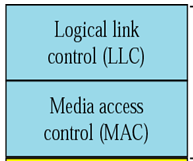 Logical link
control (LLC)
Media access
control (MAC)